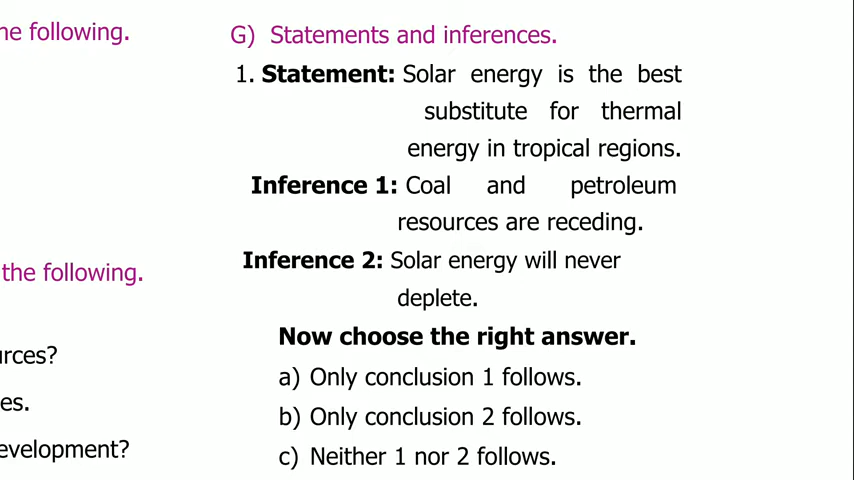 he following.
the following.
urces?
es.
evelopment?
G) Statements and inferences.
1. Statement: Solar energy is the best
substitute for thermal
energy in tropical regions.
Inference 1: Coal and petroleum
resources are receding.
Inference 2: Solar energy will never
deplete.
Now choose the right answer.
a) Only conclusion 1 follows.
b) Only conclusion 2 follows.
c) Neither 1 nor 2 follows.